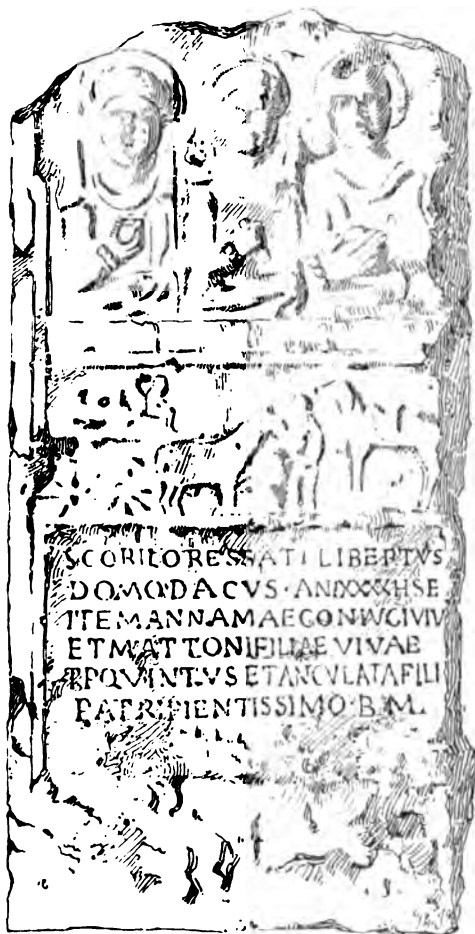 SCORILO RESSATI LIBERTVS
DOMO DACVS · AN XXXX H S E
ITEM ANNAMAE CONIVGI VIV
ET MATTONI FILIAE VIVAE
P P QVINTVS ET ANCVLATA FILI
PATRI PIENTISSIMO · B · M ·